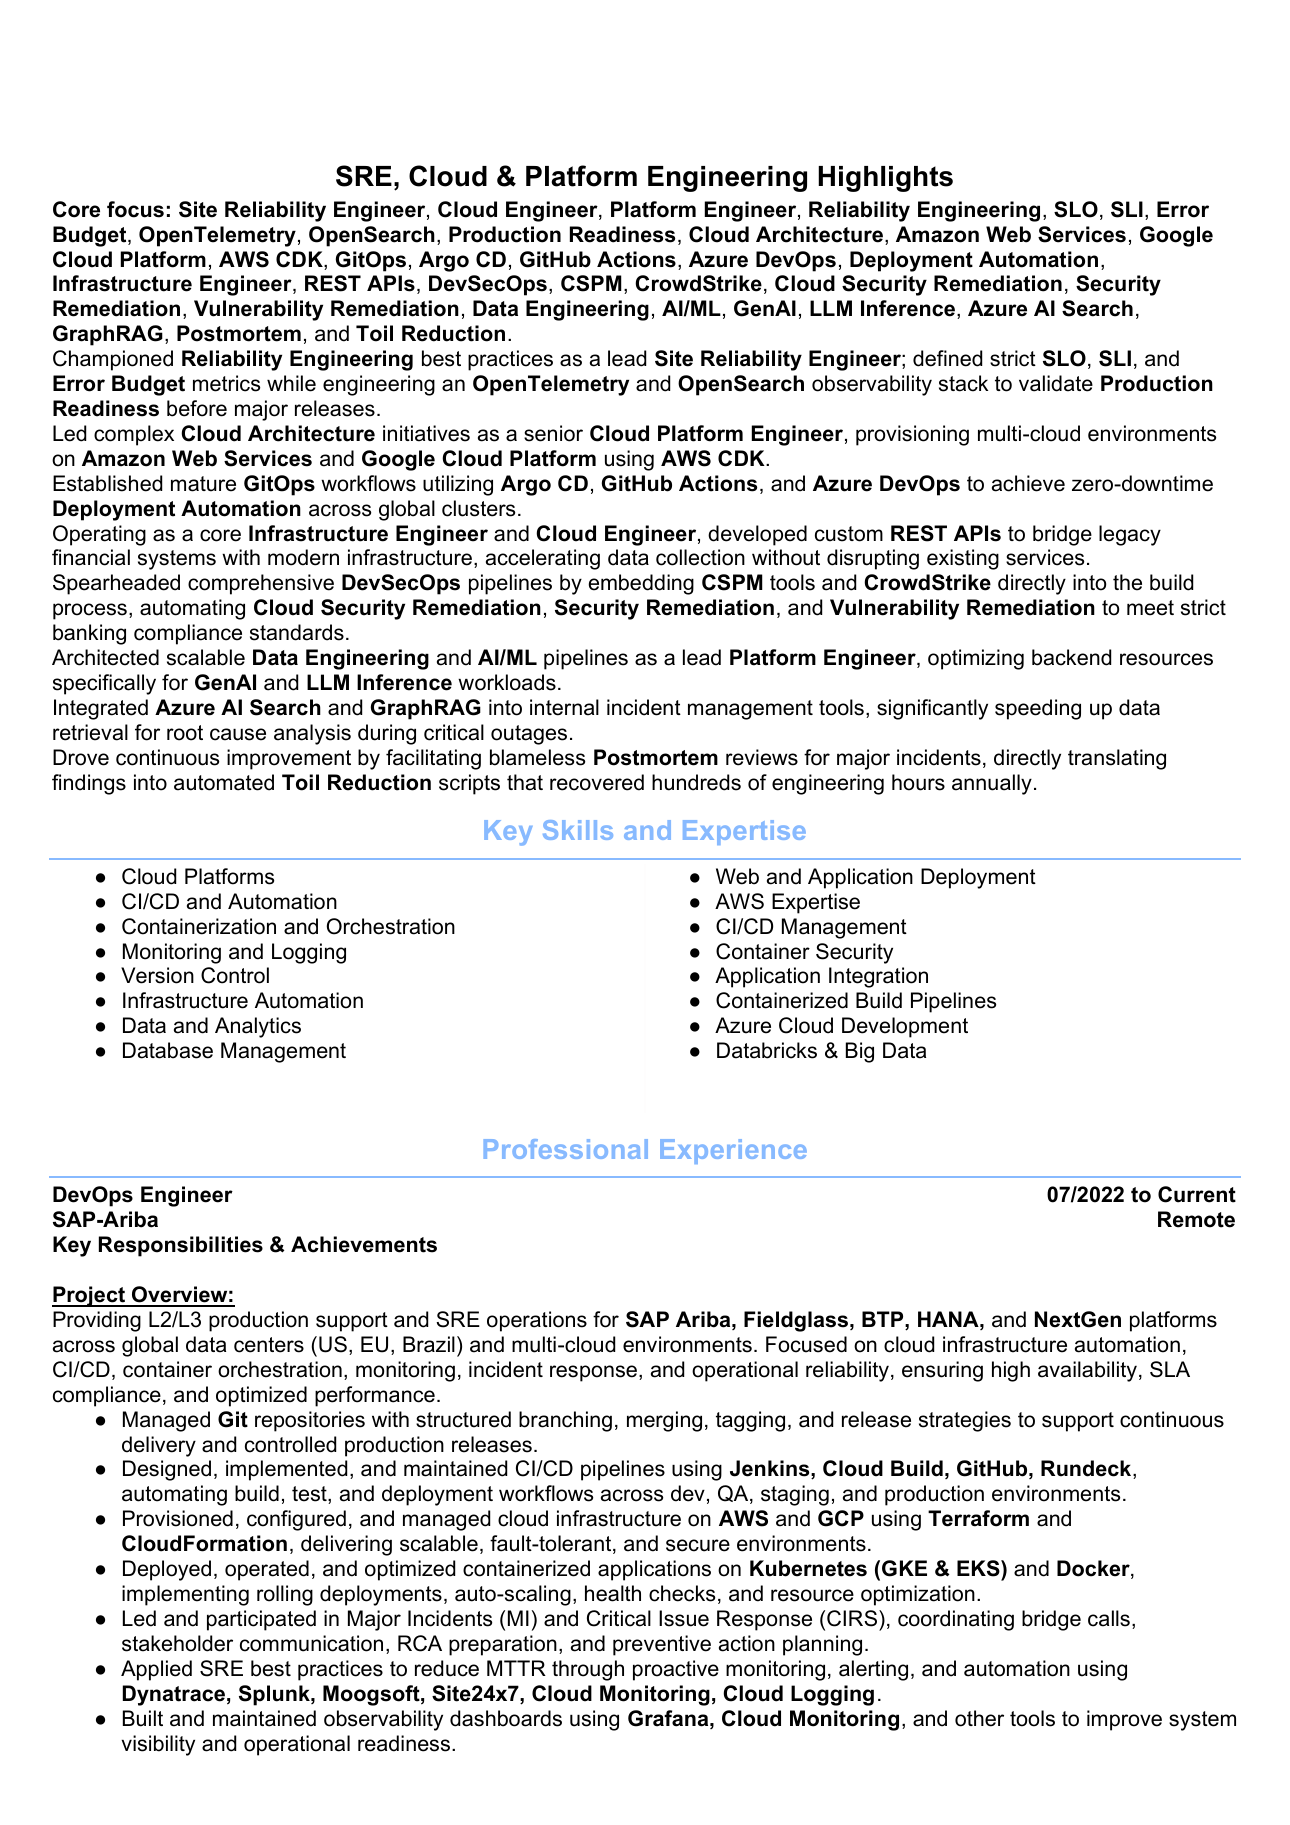 SRE, Cloud & Platform Engineering Highlights
Core focus: Site Reliability Engineer, Cloud Engineer, Platform Engineer, Reliability Engineering, SLO, SLI, Error
Budget, OpenTelemetry, OpenSearch, Production Readiness, Cloud Architecture, Amazon Web Services, Google
Cloud Platform, AWS CDK, GitOps, Argo CD, GitHub Actions, Azure DevOps, Deployment Automation,
Infrastructure Engineer, REST APIs, DevSecOps, CSPM, CrowdStrike, Cloud Security Remediation, Security
Remediation, Vulnerability Remediation, Data Engineering, AI/ML, GenAI, LLM Inference, Azure AI Search,
GraphRAG, Postmortem, and Toil Reduction.
Championed Reliability Engineering best practices as a lead Site Reliability Engineer; defined strict SLO, SLI, and
Error Budget metrics while engineering an OpenTelemetry and OpenSearch observability stack to validate Production
Readiness before major releases.
Led complex Cloud Architecture initiatives as a senior Cloud Platform Engineer, provisioning multi-cloud environments
on Amazon Web Services and Google Cloud Platform using AWS CDK.
Established mature GitOps workflows utilizing Argo CD, GitHub Actions, and Azure DevOps to achieve zero-downtime
Deployment Automation across global clusters.
Operating as a core Infrastructure Engineer and Cloud Engineer, developed custom REST APIs to bridge legacy
financial systems with modern infrastructure, accelerating data collection without disrupting existing services.
Spearheaded comprehensive DevSecOps pipelines by embedding CSPM tools and CrowdStrike directly into the build
process, automating Cloud Security Remediation, Security Remediation, and Vulnerability Remediation to meet strict
banking compliance standards.
Architected scalable Data Engineering and AI/ML pipelines as a lead Platform Engineer, optimizing backend resources
specifically for GenAI and LLM Inference workloads.
Integrated Azure AI Search and GraphRAG into internal incident management tools, significantly speeding up data
retrieval for root cause analysis during critical outages.
Drove continuous improvement by facilitating blameless Postmortem reviews for major incidents, directly translating
findings into automated Toil Reduction scripts that recovered hundreds of engineering hours annually.
Key Skills and Expertise
● Cloud Platforms
● CI/CD and Automation
● Containerization and Orchestration
● Monitoring and Logging
● Version Control
● Infrastructure Automation
● Data and Analytics
● Database Management
● Web and Application Deployment
● AWS Expertise
● CI/CD Management
● Container Security
● Application Integration
● Containerized Build Pipelines
● Azure Cloud Development
● Databricks & Big Data
Professional Experience
DevOps Engineer 07/2022 to Current
SAP-Ariba Remote
Key Responsibilities & Achievements
Project Overview:
Providing L2/L3 production support and SRE operations for SAP Ariba, Fieldglass, BTP, HANA, and NextGen platforms
across global data centers (US, EU, Brazil) and multi-cloud environments. Focused on cloud infrastructure automation,
CI/CD, container orchestration, monitoring, incident response, and operational reliability, ensuring high availability, SLA
compliance, and optimized performance.
● Managed Git repositories with structured branching, merging, tagging, and release strategies to support continuous
delivery and controlled production releases.
● Designed, implemented, and maintained CI/CD pipelines using Jenkins, Cloud Build, GitHub, Rundeck,
automating build, test, and deployment workflows across dev, QA, staging, and production environments.
● Provisioned, configured, and managed cloud infrastructure on AWS and GCP using Terraform and
CloudFormation, delivering scalable, fault-tolerant, and secure environments.
● Deployed, operated, and optimized containerized applications on Kubernetes (GKE & EKS) and Docker,
implementing rolling deployments, auto-scaling, health checks, and resource optimization.
● Led and participated in Major Incidents (MI) and Critical Issue Response (CIRS), coordinating bridge calls,
stakeholder communication, RCA preparation, and preventive action planning.
● Applied SRE best practices to reduce MTTR through proactive monitoring, alerting, and automation using
Dynatrace, Splunk, Moogsoft, Site24x7, Cloud Monitoring, Cloud Logging.
● Built and maintained observability dashboards using Grafana, Cloud Monitoring, and other tools to improve system
visibility and operational readiness.